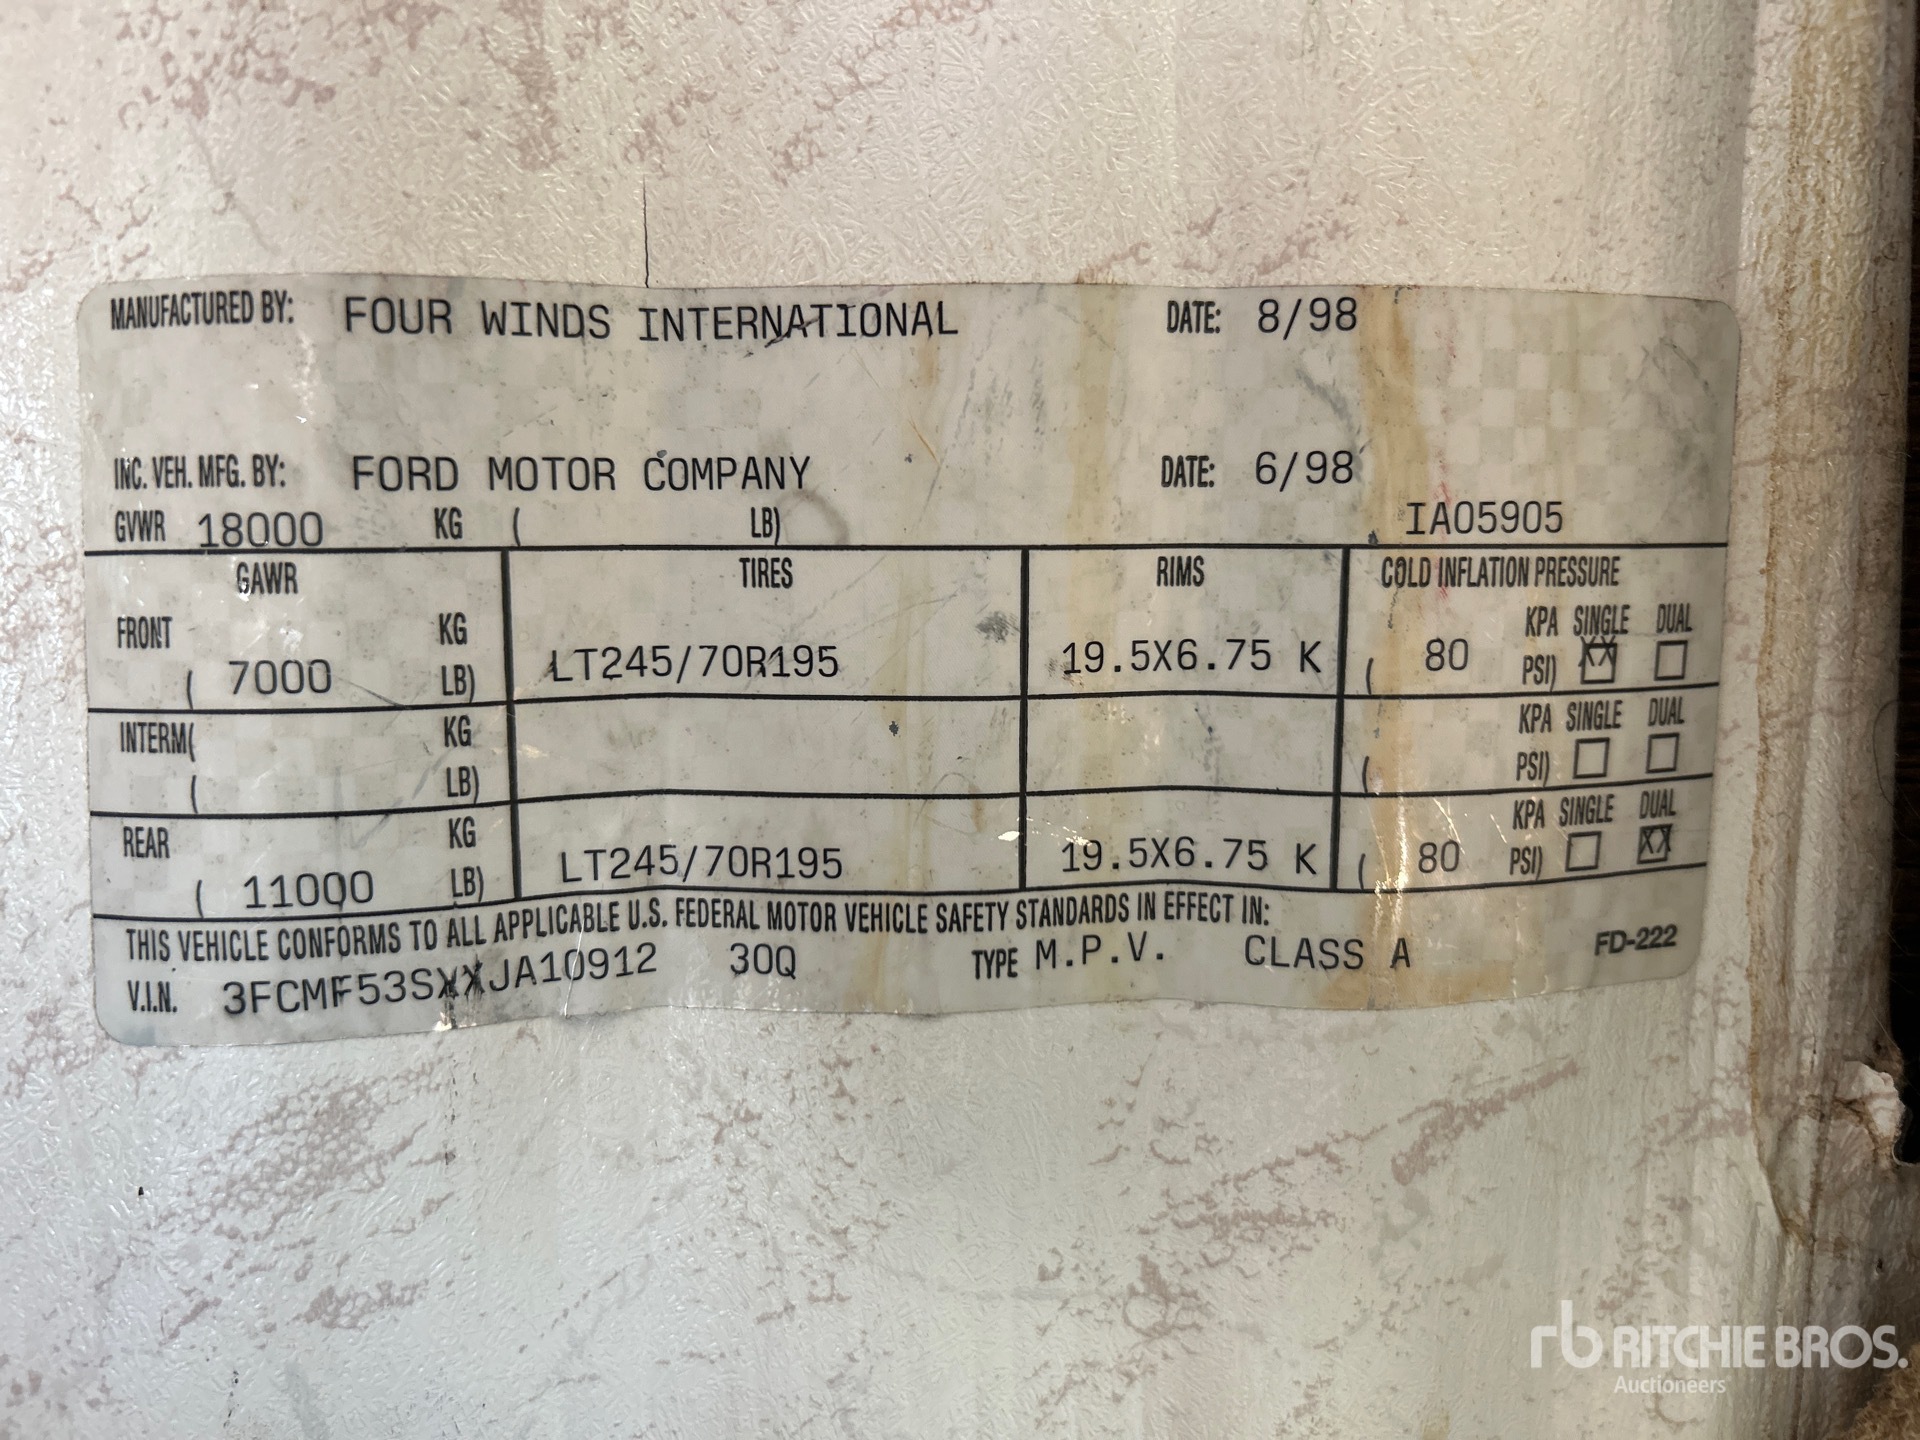 MANUFACTURED BY: FOUR WINDS INTERNATIONAL DATE: 8/98
INC. VEH. MFG. BY: FORD MOTOR COMPANY DATE: 6/98
GVWR 18000 KG ( LB) IA05905
GAWR TIRES RIMS COLD INFLATION PRESSURE
FRONT KG KPA SINGLE DUAL
( 7000 LB) LT245/70R195 19.5X6.75 K ( 80 PSI) XX
INTERM( KG KPA SINGLE DUAL
( LB) ( PSI)
REAR KG KPA SINGLE DUAL
( 11000 LB) LT245/70R195 19.5X6.75 K ( 80 PSI) XX
THIS VEHICLE CONFORMS TO ALL APPLICABLE U.S. FEDERAL MOTOR VEHICLE SAFETY STANDARDS IN EFFECT IN:
V.I.N. 3FCMF53SXXJA10912 30Q TYPE M.P.V. CLASS A FD-222
rb RITCHIE BROS.
Auctioneers